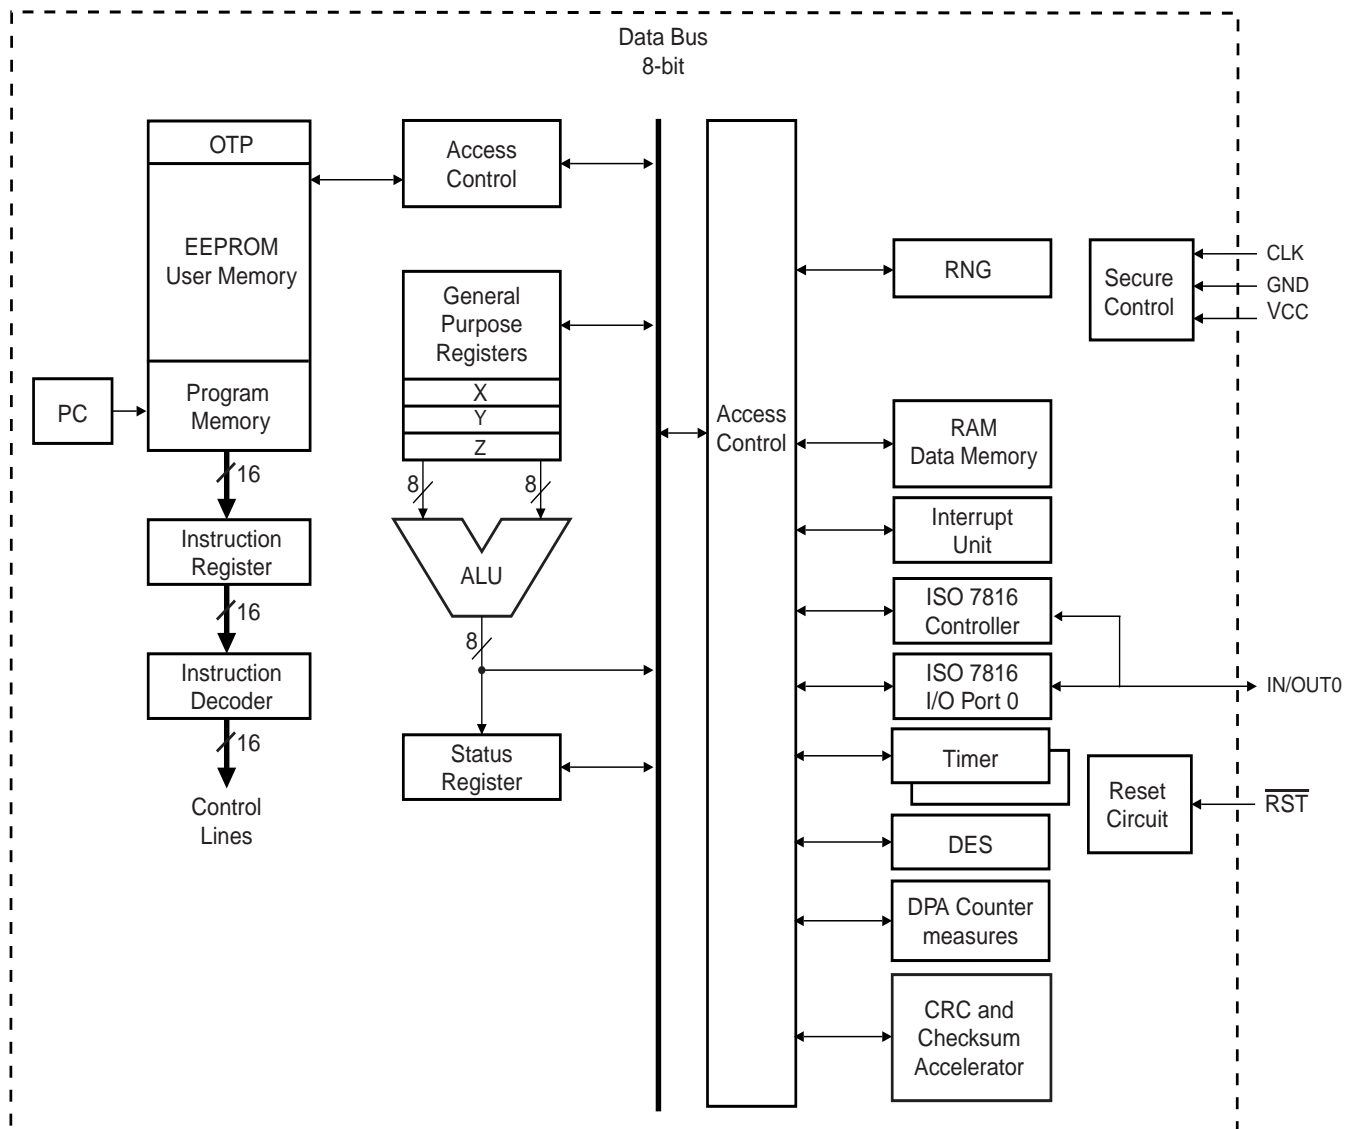 Data Bus
8-bit
OTP
EEPROM
User Memory
Program
Memory
PC
16
Instruction
Register
16
Instruction
Decoder
16
Control
Lines
Access
Control
General
Purpose
Registers
X
Y
Z
8
8
ALU
8
Status
Register
Access
Control
RNG
RAM
Data Memory
Interrupt
Unit
ISO 7816
Controller
ISO 7816
I/O Port 0
Timer
DES
DPA Counter
measures
CRC and
Checksum
Accelerator
Secure
Control
CLK
GND
VCC
IN/OUT0
Reset
Circuit
RST